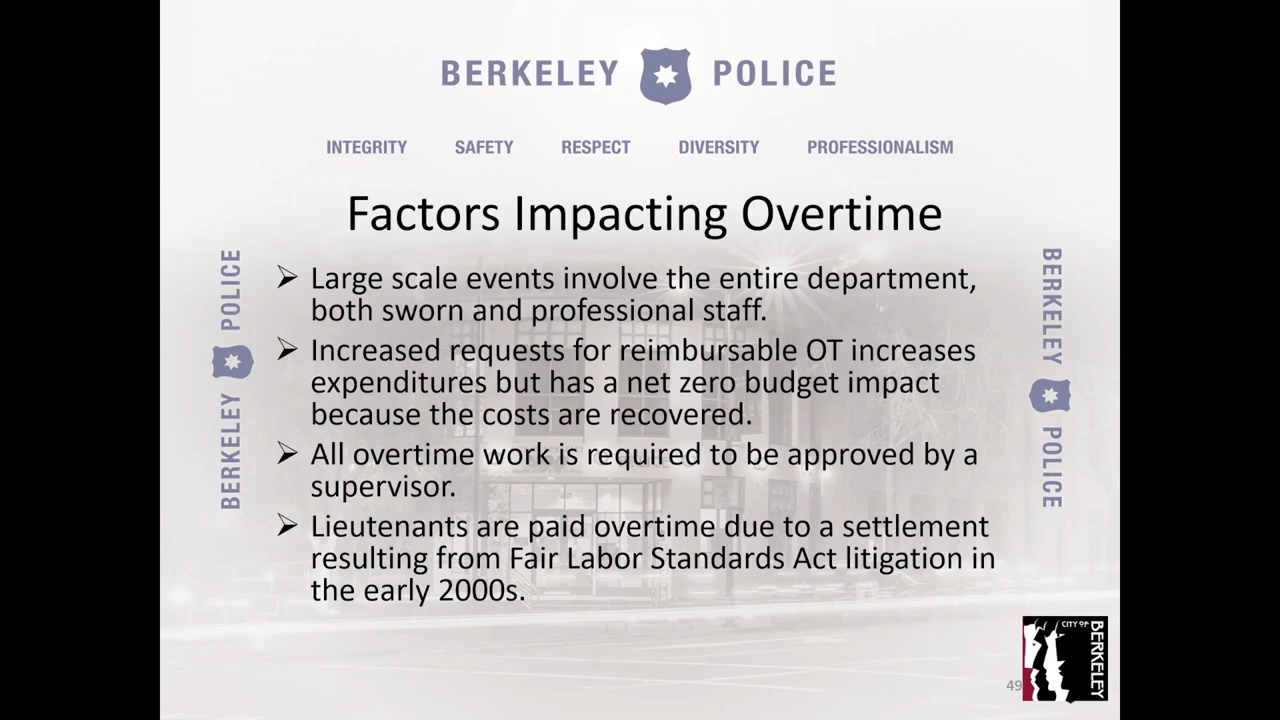 BERKELEY POLICE
INTEGRITY SAFETY RESPECT DIVERSITY PROFESSIONALISM
Factors Impacting Overtime
Large scale events involve the entire department,
both sworn and professional staff.
Increased requests for reimbursable OT increases
expenditures but has a net zero budget impact
because the costs are recovered.
All overtime work is required to be approved by a
supervisor.
Lieutenants are paid overtime due to a settlement
resulting from Fair Labor Standards Act litigation in
the early 2000s.
BERKELEY POLICE
BERKELEY POLICE
49
CITY OF
BERKELEY